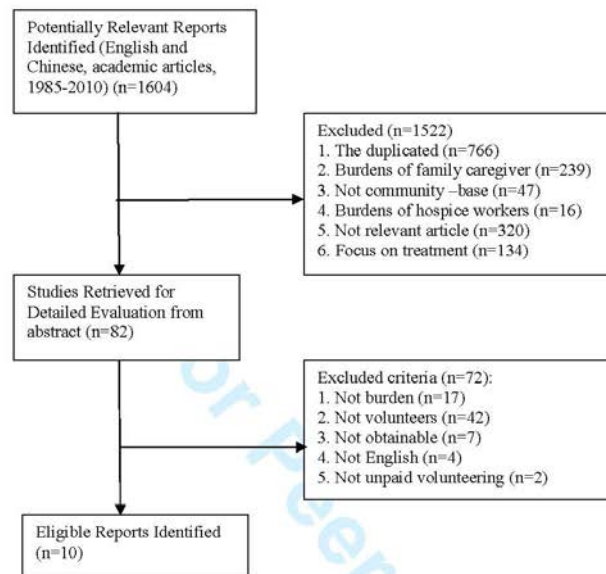 Potentially Relevant Reports
Identified (English and
Chinese, academic articles,
1985-2010) (n=1604)
Excluded (n=1522)
1. The duplicated (n=766)
2. Burdens of family caregiver (n=239)
3. Not community –base (n=47)
4. Burdens of hospice workers (n=16)
5. Not relevant article (n=320)
6. Focus on treatment (n=134)
Studies Retrieved for
Detailed Evaluation from
abstract (n=82)
Excluded criteria (n=72):
1. Not burden (n=17)
2. Not volunteers (n=42)
3. Not obtainable (n=7)
4. Not English (n=4)
5. Not unpaid volunteering (n=2)
Eligible Reports Identified
(n=10)
or Peer